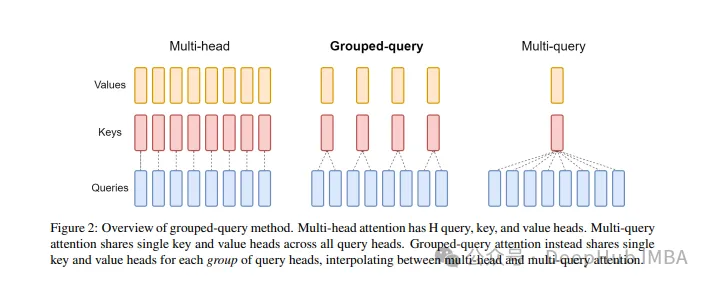 Multi-head Grouped-query Multi-query
Values
Keys
Queries
Figure 2: Overview of grouped-query method. Multi-head attention has H query, key, and value heads. Multi-query
attention shares single key and value heads across all query heads. Grouped-query attention instead shares single
key and value heads for each group of query heads, interpolating between multi-head and multi-query attention.
公众号 · DeepHubIMBA